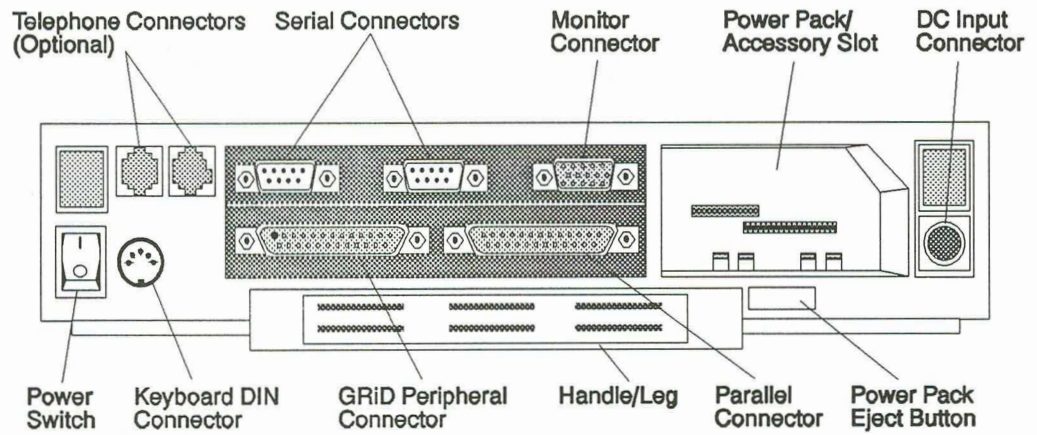 Telephone Connectors
(Optional)
Serial Connectors
Monitor
Connector
Power Pack/
Accessory Slot
DC Input
Connector
Power
Switch
Keyboard DIN
Connector
GRiD Peripheral
Connector
Handle/Leg
Parallel
Connector
Power Pack
Eject Button